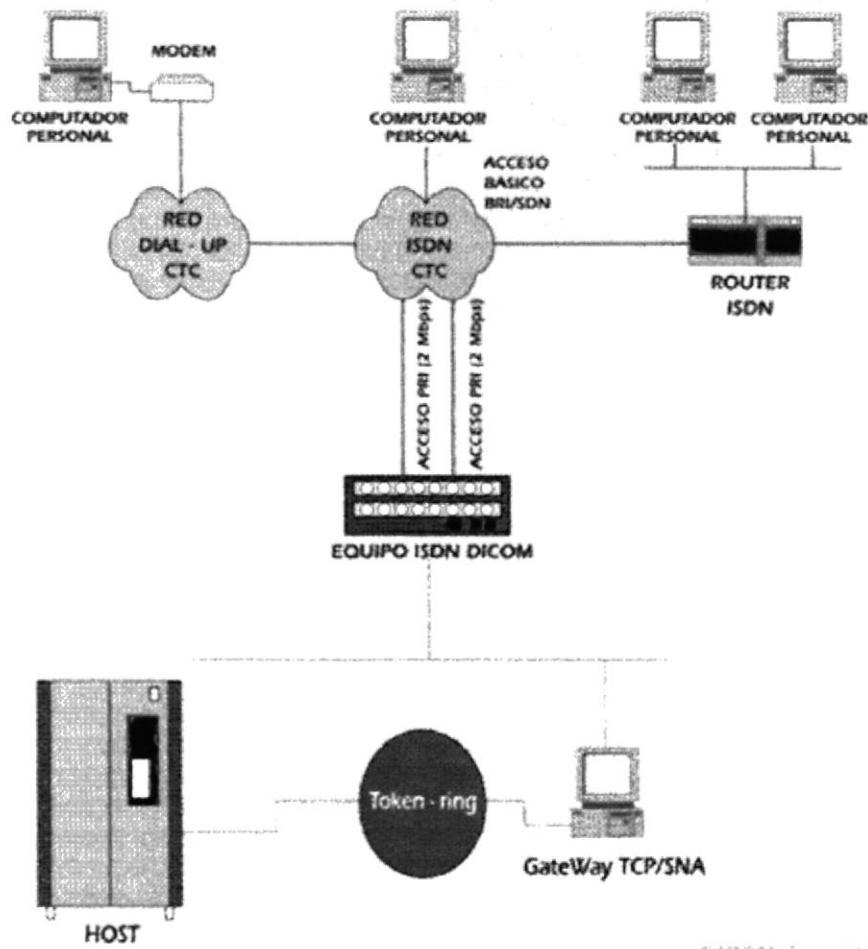 MODEM
COMPUTADOR
PERSONAL
COMPUTADOR
PERSONAL
COMPUTADOR
PERSONAL
COMPUTADOR
PERSONAL
ACCESO
BASICO
BRI/SDN
RED
DIAL - UP
CTC
RED
ISDN
CTC
ROUTER
ISDN
ACCESO PRI (2 Mbps)
ACCESO PRI (2 Mbps)
EQUIPO ISDN DICOM
Token - ring
GateWay TCP/SNA
HOST